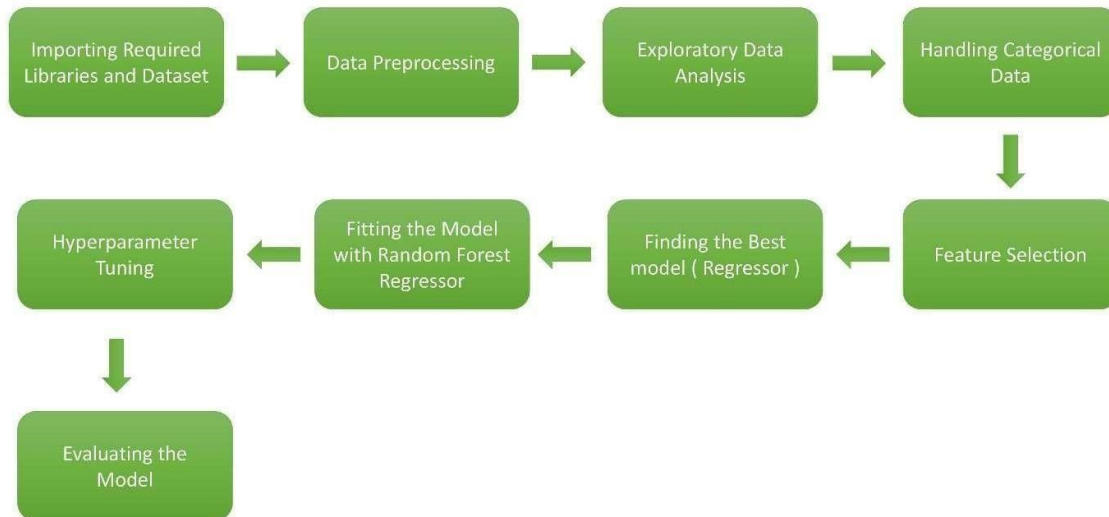 Importing Required
Libraries and Dataset
Data Preprocessing
Exploratory Data
Analysis
Handling Categorical
Data
Feature Selection
Finding the Best
model ( Regressor )
Fitting the Model
with Random Forest
Regressor
Hyperparameter
Tuning
Evaluating the
Model